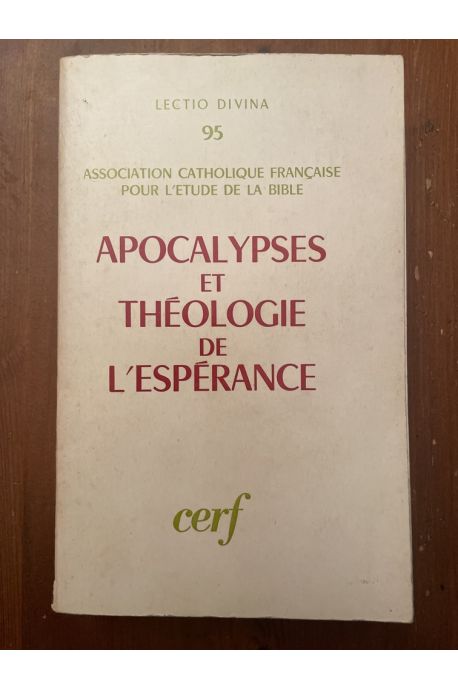 LECTIO DIVINA
95
ASSOCIATION CATHOLIQUE FRANÇAISE
POUR L'ETUDE DE LA BIBLE
APOCALYPSES
ET
THÉOLOGIE
DE
L'ESPÉRANCE
cerf